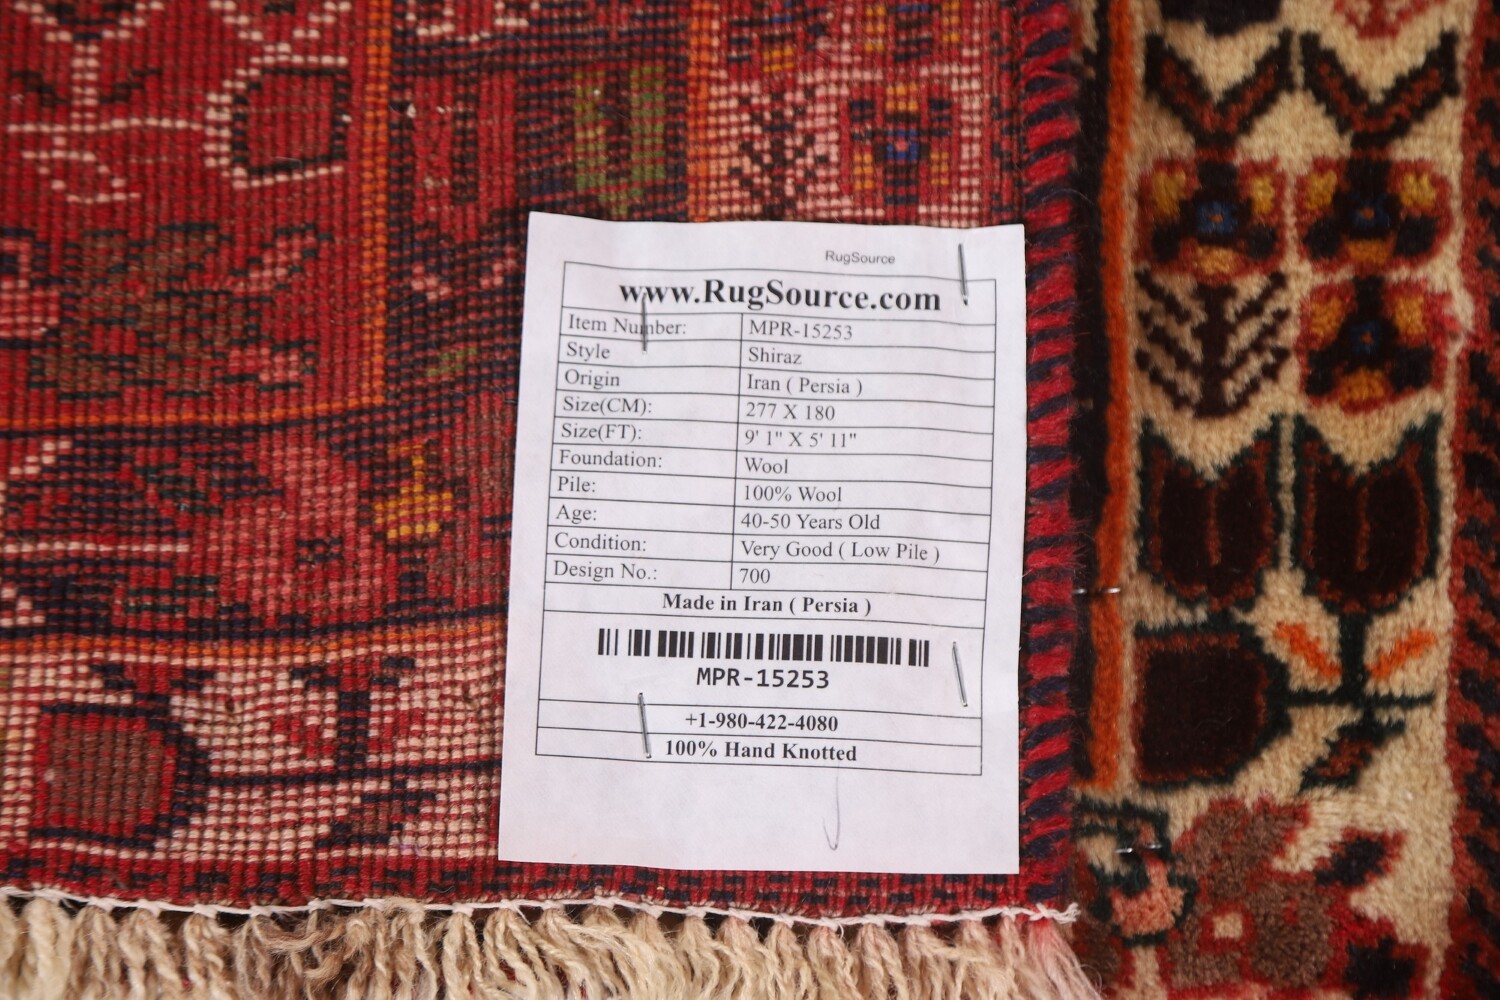 RugSource
www.RugSource.com
Item Number: MPR-15253
Style Shiraz
Origin Iran ( Persia )
Size(CM): 277 X 180
Size(FT): 9' 1" X 5' 11"
Foundation: Wool
Pile: 100% Wool
Age: 40-50 Years Old
Condition: Very Good ( Low Pile )
Design No.: 700
Made in Iran ( Persia )
MPR-15253
+1-980-422-4080
100% Hand Knotted